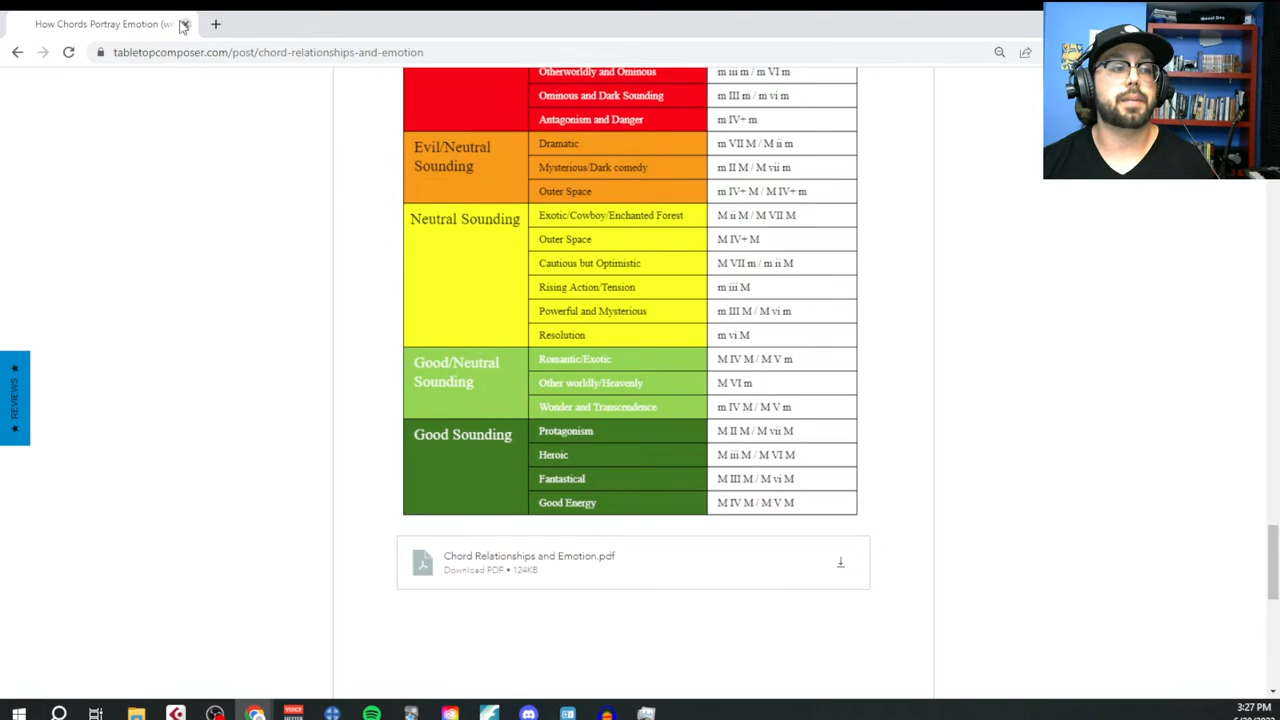 How Chords Portray Emotion (w
tabletopcomposer.com/post/chord-relationships-and-emotion
Otherworldly and Ominous m iii m / m VI m
Ominous and Dark Sounding m III m / m vi m
Antagonism and Danger m IV+ m
Evil/Neutral Sounding
Dramatic m VII M / M ii m
Mysterious/Dark comedy m II M / M vii m
Outer Space m IV+ M / M IV+ m
Neutral Sounding
Exotic/Cowboy/Enchanted Forest M ii M / M VII M
Outer Space M IV+ M
Cautious but Optimistic M VII m / m ii M
Rising Action/Tension m iii M
Powerful and Mysterious m III M / M vi m
Resolution m vi M
Good/Neutral Sounding
Romantic/Exotic M IV M / M V m
Other worldly/Heavenly M VI m
Wonder and Transcendence m IV M / M V m
Good Sounding
Protagonism M II M / M vii M
Heroic M iii M / M VI M
Fantastical M III M / M vi M
Good Energy M IV M / M V M
★ REVIEWS ★
Chord Relationships and Emotion.pdf
Download PDF • 124KB
3:27 PM